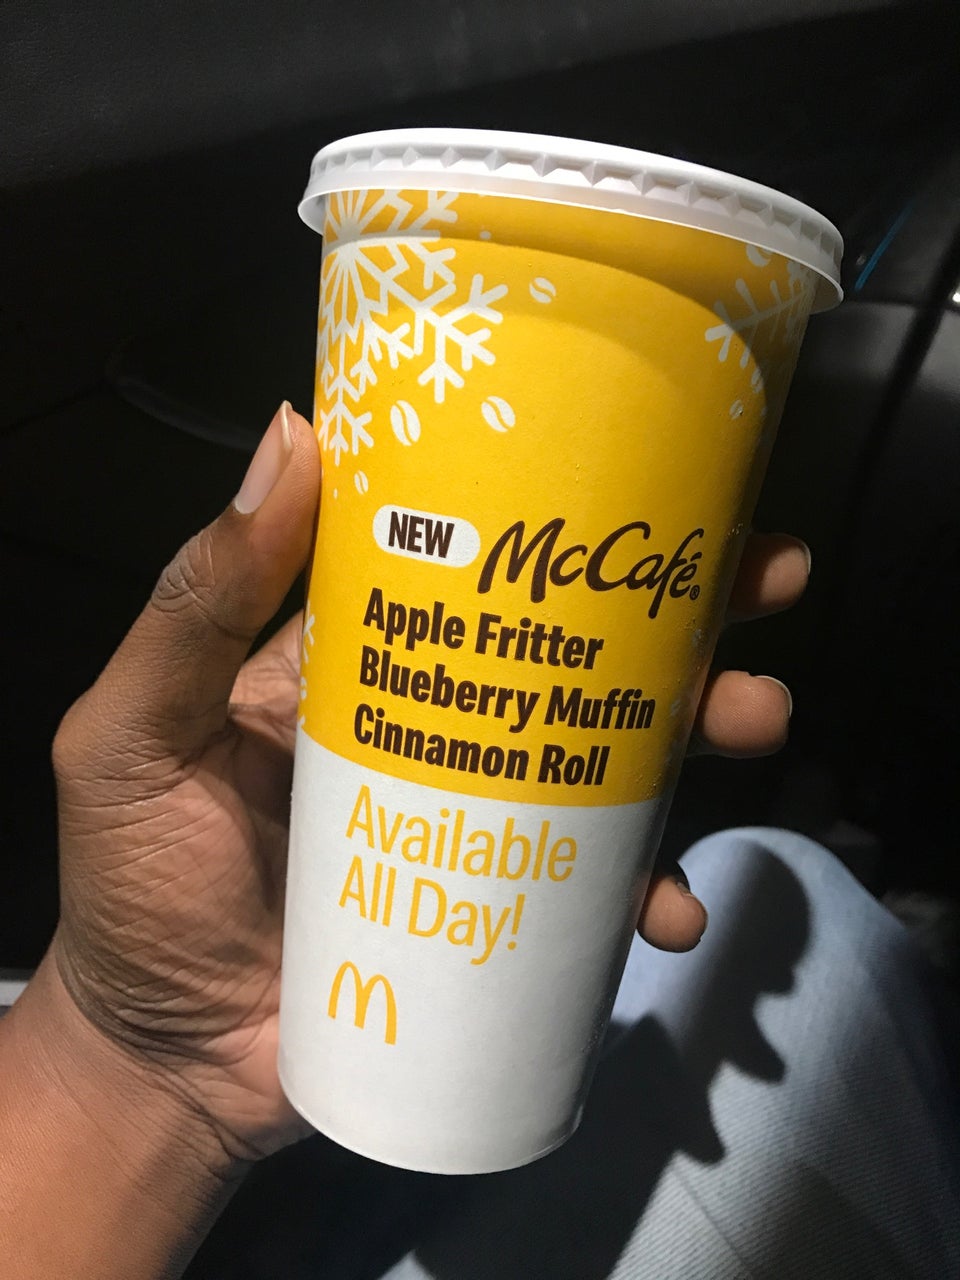 NEW McCafé®
Apple Fritter
Blueberry Muffin
Cinnamon Roll
Available
All Day!